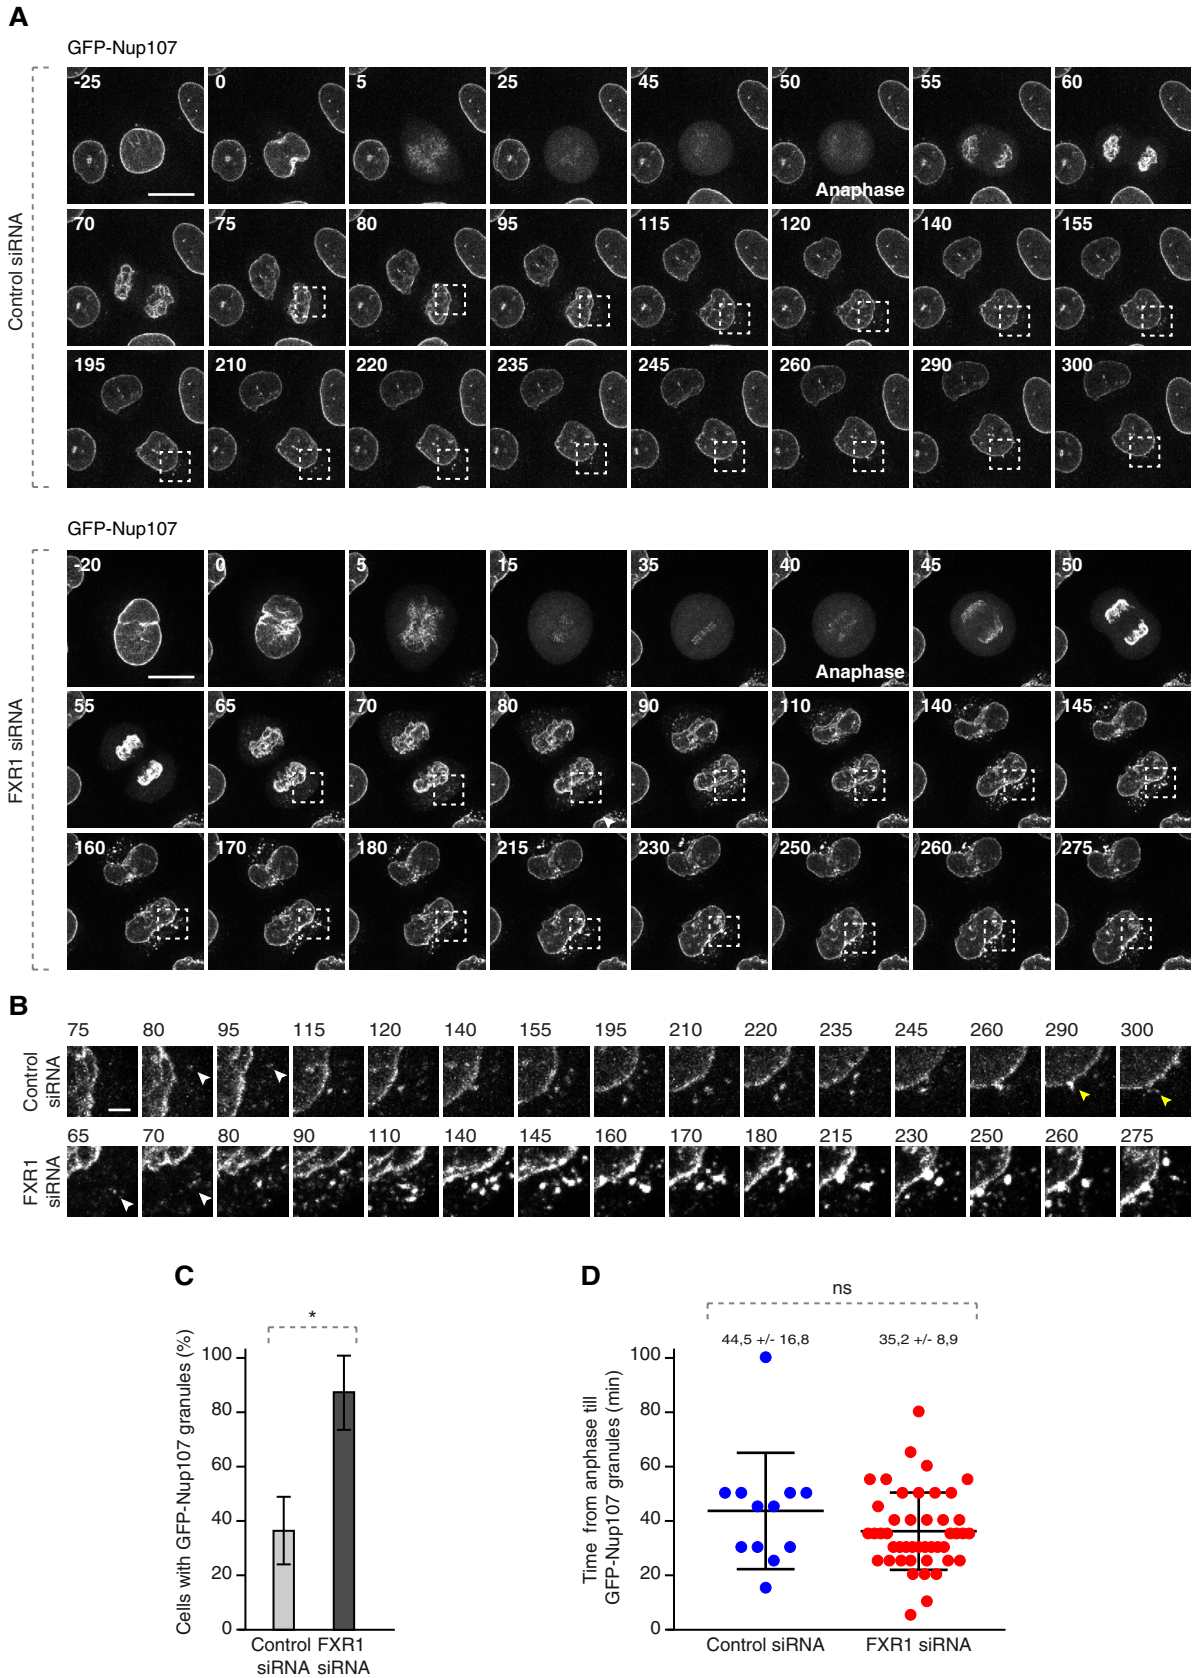 A
GFP-Nup107
Control siRNA
-25 0 5 25 45 50 55 60
Anaphase
70 75 80 95 115 120 140 155
195 210 220 235 245 260 290 300
GFP-Nup107
FXR1 siRNA
-20 0 5 15 35 40 45 50
Anaphase
55 65 70 80 90 110 140 145
160 170 180 215 230 250 260 275
B
75 80 95 115 120 140 155 195 210 220 235 245 260 290 300
Control
siRNA
65 70 80 90 110 140 145 160 170 180 215 230 250 260 275
FXR1
siRNA
C
*
Cells with GFP-Nup107 granules (%)
100
80
60
40
20
0
Control FXR1
siRNA siRNA
D
ns
44,5 +/- 16,8 35,2 +/- 8,9
Time from anphase till
GFP-Nup107 granules (min)
100
80
60
40
20
0
Control siRNA FXR1 siRNA